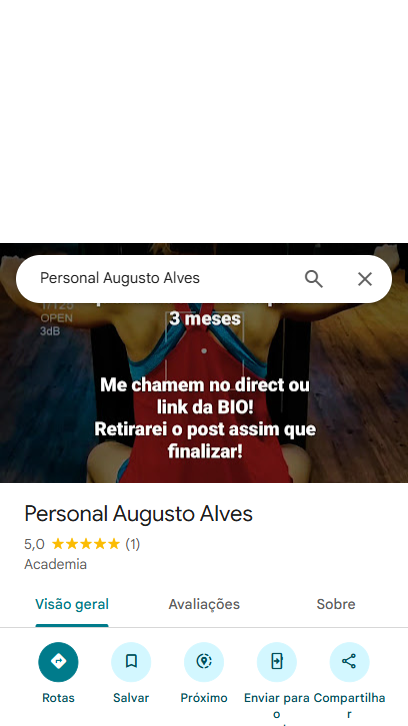 Personal Augusto Alves
1/125
OPEN
3dB
3 meses
Me chamem no direct ou
link da BIO!
Retirarei o post assim que
finalizar!
Personal Augusto Alves
5,0 (1)
Academia
Visão geral Avaliações Sobre
Rotas Salvar Próximo Enviar para o Compartilhar